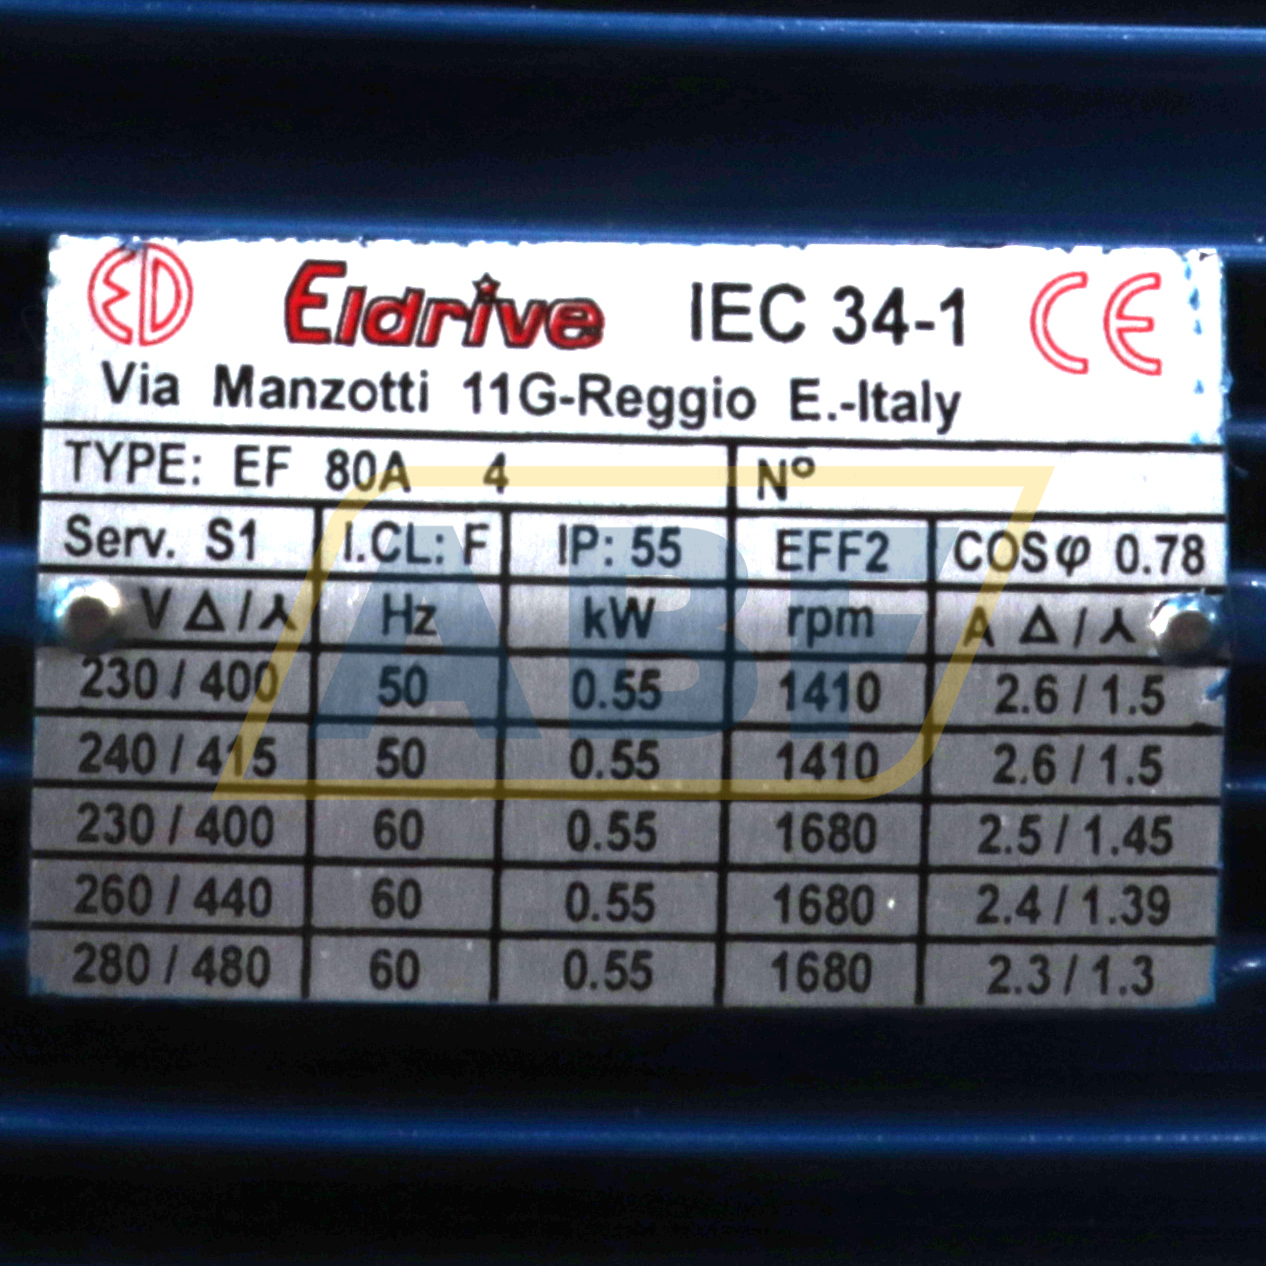 ED Eldrive IEC 34-1 CE
Via Manzotti 11G-Reggio E.-Italy
TYPE: EF 80A 4 Nº
Serv. S1 I.CL: F IP: 55 EFF2 COSφ 0.78
V Δ/⅄ Hz kW rpm A Δ/⅄
230/400 50 0.55 1410 2.6/1.5
240/415 50 0.55 1410 2.6/1.5
230/400 60 0.55 1680 2.5/1.45
260/440 60 0.55 1680 2.4/1.39
280/480 60 0.55 1680 2.3/1.3
ABF